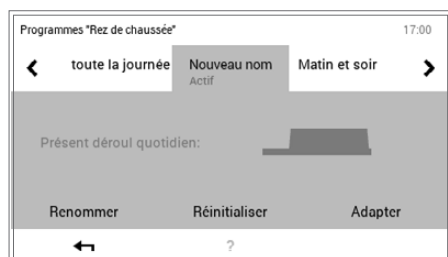 Programmes "Rez de chaussée" 17:00
toute la journée Nouveau nom Matin et soir
Actif
Présent déroul quotidien:
Renommer Réinitialiser Adapter
?